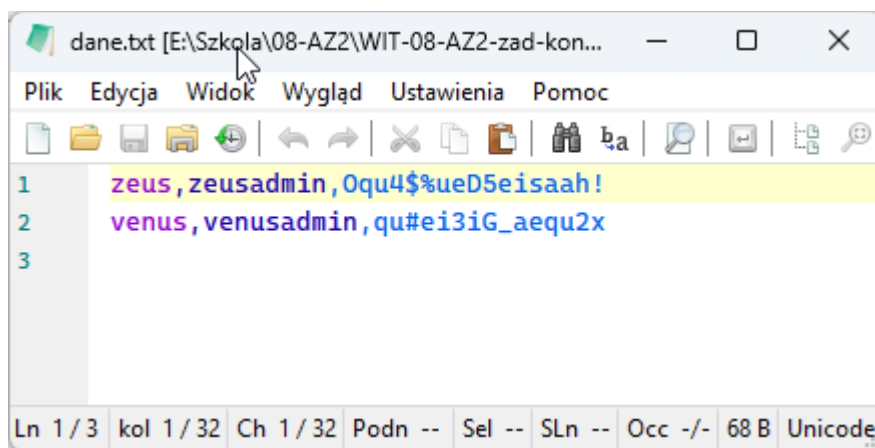 dane.txt [E:\Szkola\08-AZ2\WIT-08-AZ2-zad-kon...
Plik Edycja Widok Wygląd Ustawienia Pomoc
1 zeus,zeusadmin,Oqu4$%ueD5eisaah!
2 venus,venusadmin,qu#ei3iG_aequ2x
3
Ln 1 / 3 kol 1 / 32 Ch 1 / 32 Podn -- Sel -- SLn -- Occ -/- 68 B Unicode